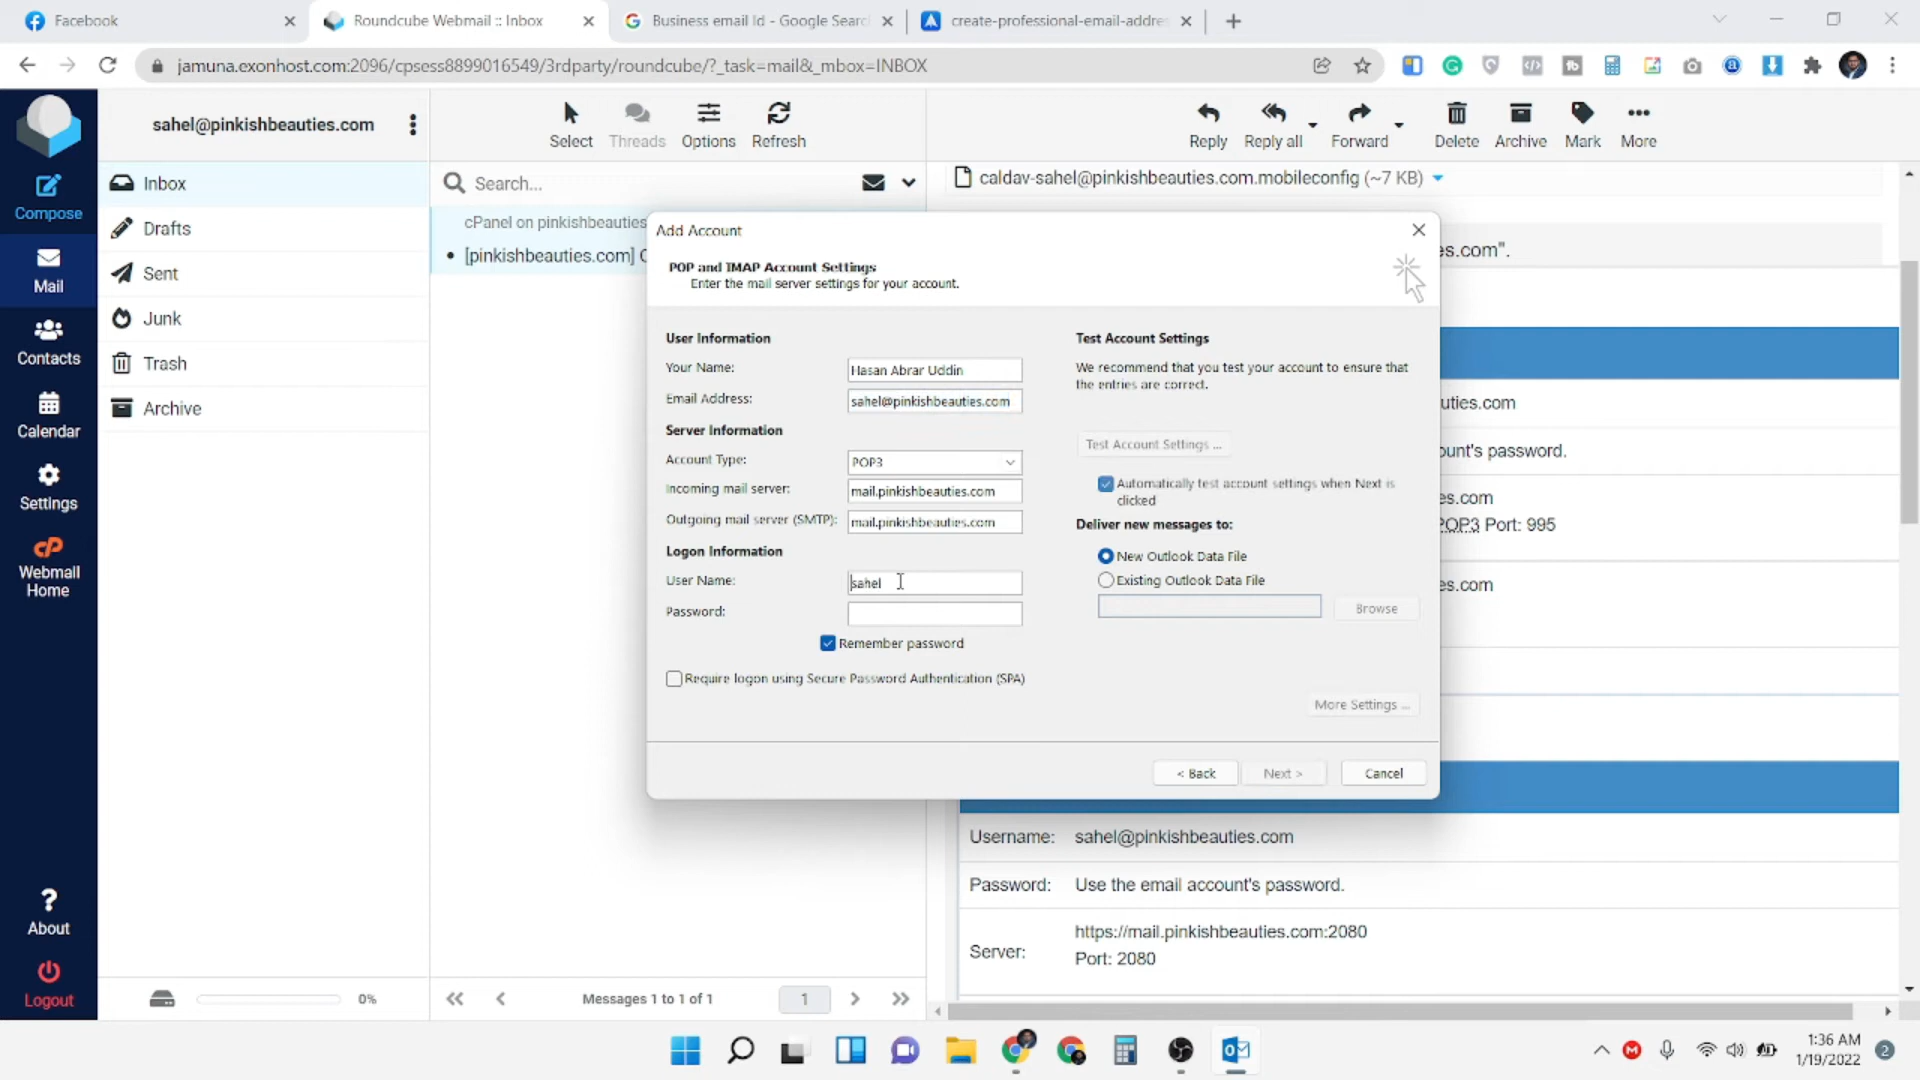 Facebook
Roundcube Webmail :: Inbox
Business email Id - Google Searc
create-professional-email-addre
jamuna.exonhost.com:2096/cpsess8899016549/3rdparty/roundcube/?_task=mail&_mbox=INBOX
sahel@pinkishbeauties.com
Select
Threads
Options
Refresh
Reply
Reply all
Forward
Delete
Archive
Mark
More
Compose
Mail
Contacts
Calendar
Settings
Webmail
Home
About
Logout
Inbox
Drafts
Sent
Junk
Trash
Archive
0%
Search...
cPanel on pinkishbeauties
[pinkishbeauties.com] C
Messages 1 to 1 of 1
1
caldav-sahel@pinkishbeauties.com.mobileconfig (~7 KB)
es.com".
uties.com
ount's password.
es.com
POP3 Port: 995
es.com
Username: sahel@pinkishbeauties.com
Password: Use the email account's password.
Server:
https://mail.pinkishbeauties.com:2080
Port: 2080
Add Account
POP and IMAP Account Settings
Enter the mail server settings for your account.
User Information
Your Name: Hasan Abrar Uddin
Email Address: sahel@pinkishbeauties.com
Server Information
Account Type: POP3
Incoming mail server: mail.pinkishbeauties.com
Outgoing mail server (SMTP): mail.pinkishbeauties.com
Logon Information
User Name: sahel
Password:
Remember password
Require logon using Secure Password Authentication (SPA)
Test Account Settings
We recommend that you test your account to ensure that
the entries are correct.
Test Account Settings ...
Automatically test account settings when Next is
clicked
Deliver new messages to:
New Outlook Data File
Existing Outlook Data File
Browse
More Settings ...
< Back
Next >
Cancel
1:36 AM
1/19/2022
2